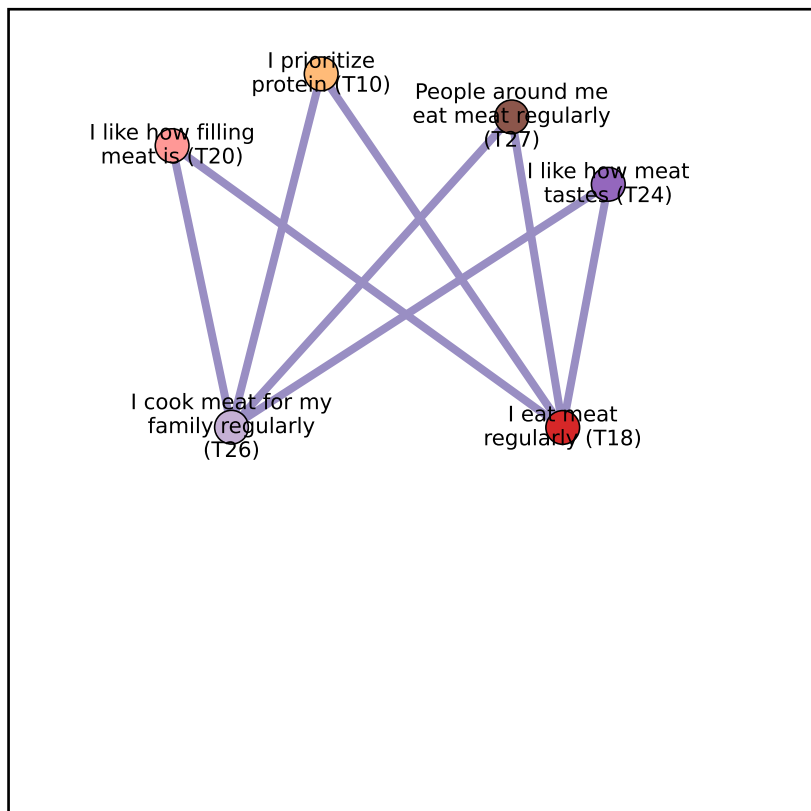 I prioritize
protein (T10)
People around me
eat meat regularly
(T27)
I like how filling
meat is (T20)
I like how meat
tastes (T24)
I cook meat for my
family regularly
(T26)
I eat meat
regularly (T18)